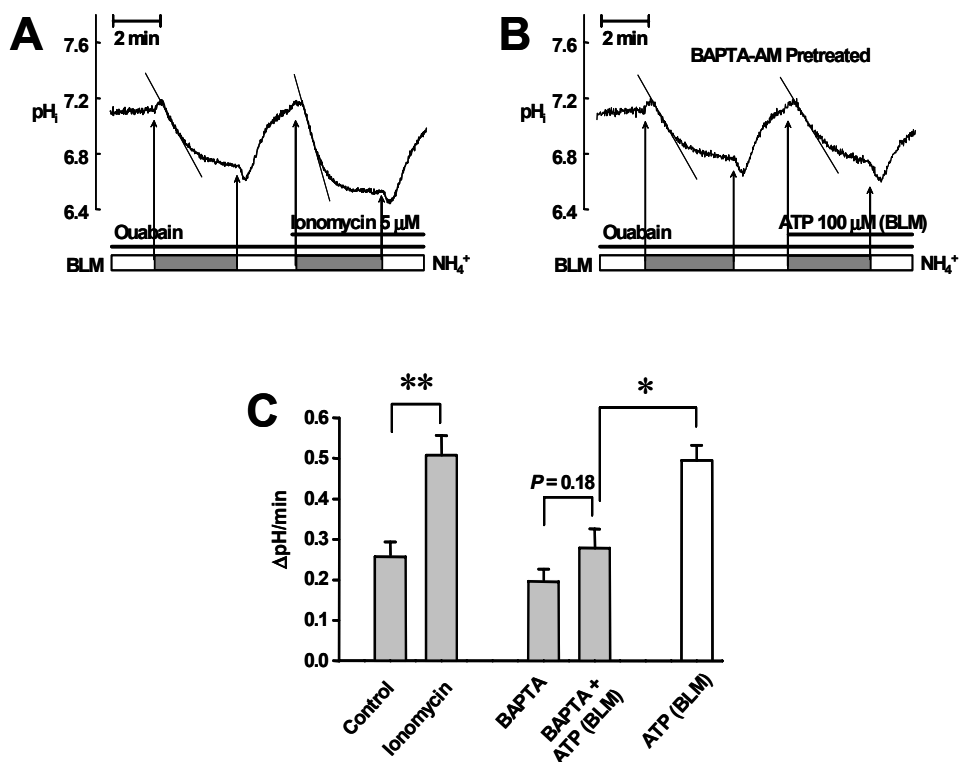 A
2 min
7.6
7.2
6.8
6.4
pHi
Ouabain
Ionomycin 5 μM
BLM
NH4+
B
2 min
BAPTA-AM Pretreated
7.6
7.2
6.8
6.4
pHi
Ouabain
ATP 100 μM (BLM)
BLM
NH4+
C
**
*
P = 0.18
0.6
0.5
0.4
0.3
0.2
0.1
0.0
ΔpH/min
Control
Ionomycin
BAPTA
BAPTA +
ATP (BLM)
ATP (BLM)